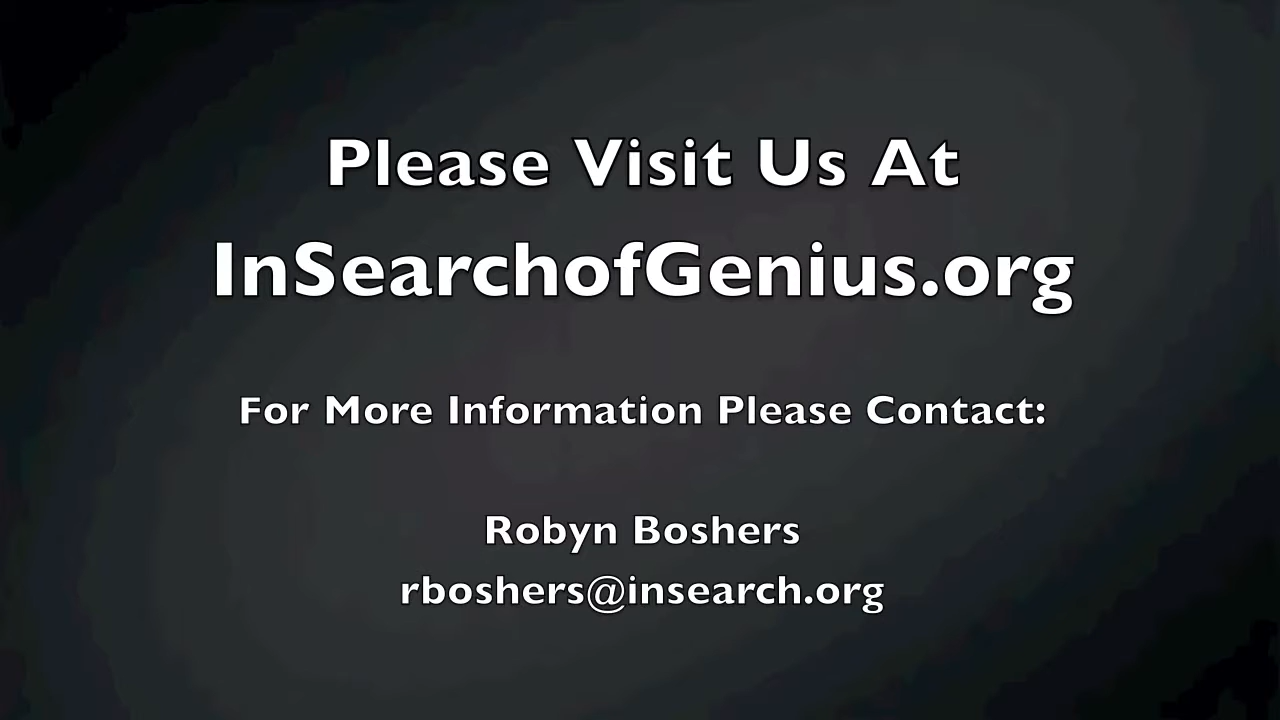 Please Visit Us At
InSearchofGenius.org
For More Information Please Contact:
Robyn Boshers
rboshers@insearch.org